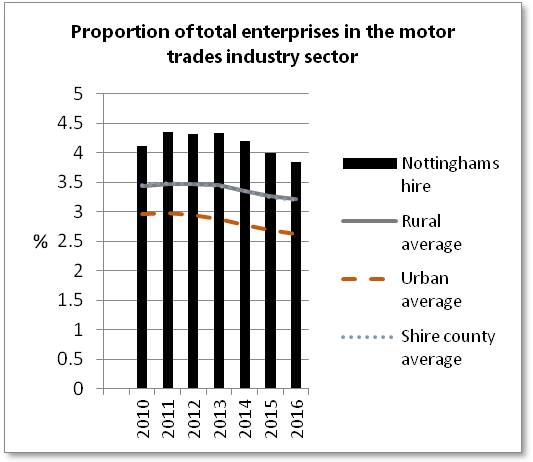 Proportion of total enterprises in the motor
trades industry sector
5
4.5
4
3.5
3
2.5
2
1.5
1
0.5
0
%
2010
2011
2012
2013
2014
2015
2016
Nottinghams
hire
Rural
average
Urban
average
Shire county
average